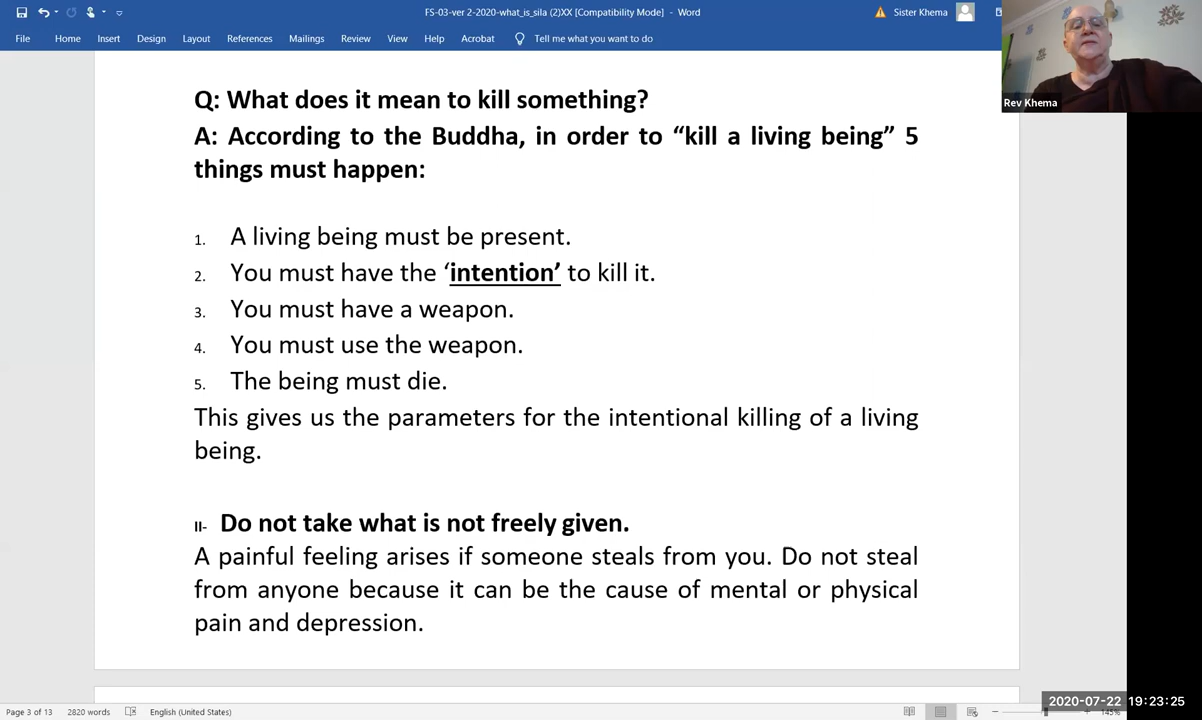 FS-03-ver 2-2020-what_is_sila (2)XX [Compatibility Mode] - Word
Sister Khema
File Home Insert Design Layout References Mailings Review View Help Acrobat Tell me what you want to do
Rev Khema
Q: What does it mean to kill something?
A: According to the Buddha, in order to “kill a living being” 5
things must happen:
1. A living being must be present.
2. You must have the ‘intention’ to kill it.
3. You must have a weapon.
4. You must use the weapon.
5. The being must die.
This gives us the parameters for the intentional killing of a living
being.
II- Do not take what is not freely given.
A painful feeling arises if someone steals from you. Do not steal
from anyone because it can be the cause of mental or physical
pain and depression.
2020-07-22 19:23:25
Page 3 of 13 2820 words English (United States) 145%